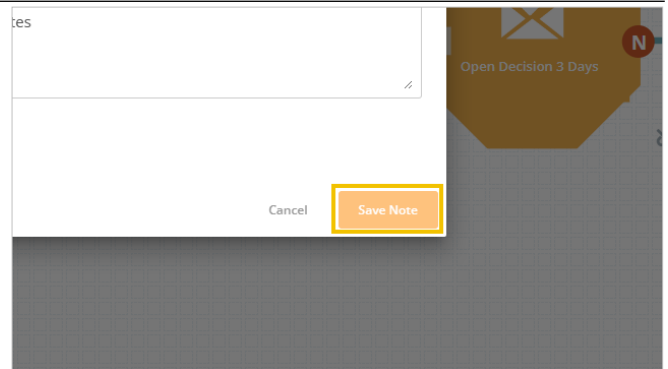 tes
N
Open Decision 3 Days
Cancel
Save Note